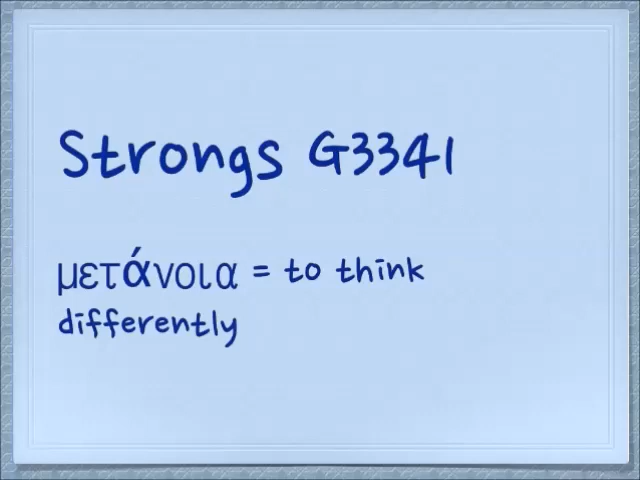 Strongs G3341
μετάνοια = to think
differently